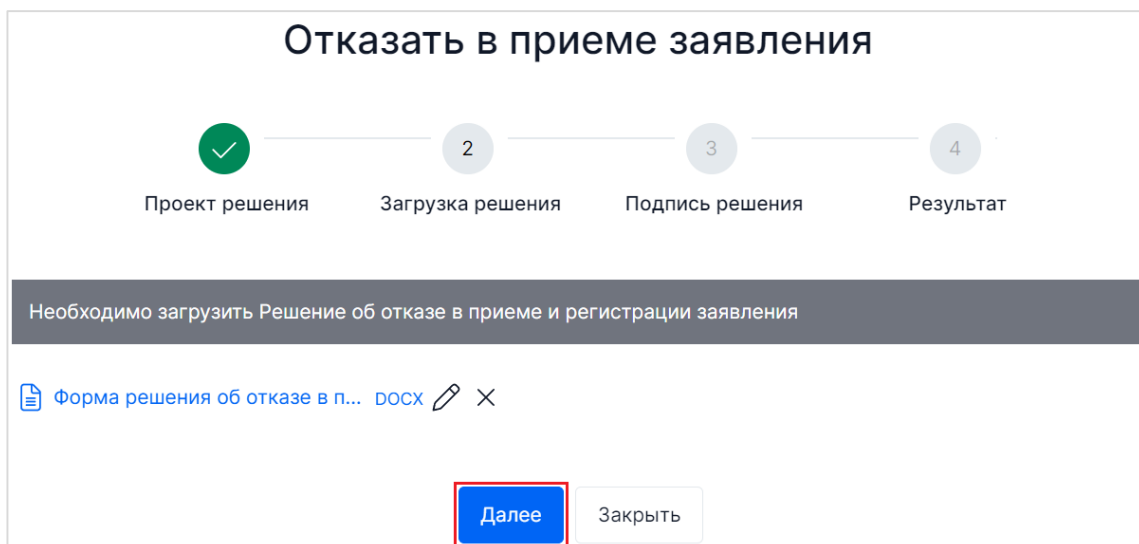 Отказать в приеме заявления
2
3
4
Проект решения
Загрузка решения
Подпись решения
Результат
Необходимо загрузить Решение об отказе в приеме и регистрации заявления
Форма решения об отказе в п... DOCX
Далее
Закрыть